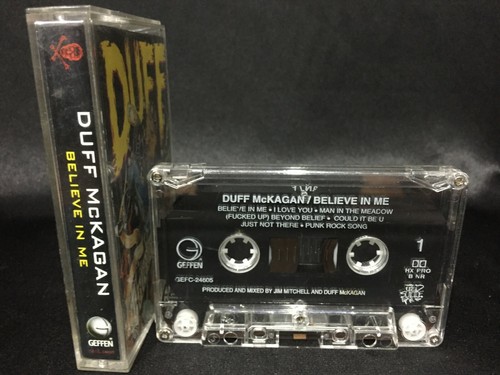 DUFF
DUFF McKAGAN
BELIEVE IN ME
GEFFEN
DUFF McKAGAN / BELIEVE IN ME
BELIEVE IN ME • I LOVE YOU • MAN IN THE MEADOW
(FUCKED UP) BEYOND BELIEF • COULD IT BE U
JUST NOT THERE • PUNK ROCK SONG
1
GEFFEN
GEFC-24605
HX PRO
B NR
PRODUCED AND MIXED BY JIM MITCHELL AND DUFF McKAGAN